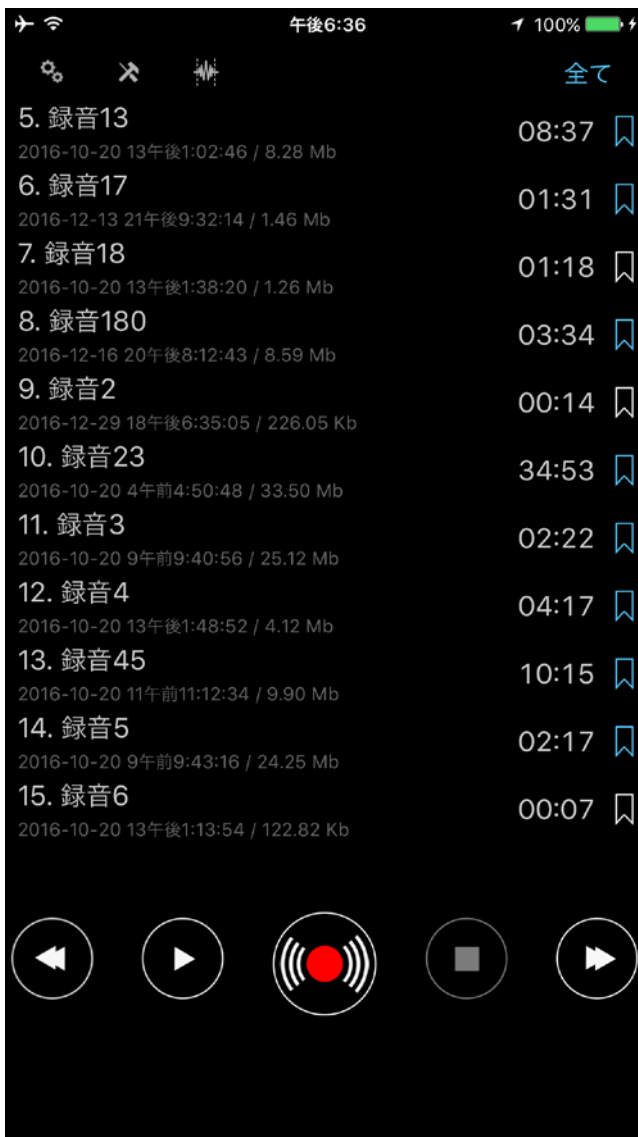 午後6:36
100%
全て
5. 録音13
08:37
2016-10-20 13午後1:02:46 / 8.28 Mb
6. 録音17
01:31
2016-12-13 21午後9:32:14 / 1.46 Mb
7. 録音18
01:18
2016-10-20 13午後1:38:20 / 1.26 Mb
8. 録音180
03:34
2016-12-16 20午後8:12:43 / 8.59 Mb
9. 録音2
00:14
2016-12-29 18午後6:35:05 / 226.05 Kb
10. 録音23
34:53
2016-10-20 4午前4:50:48 / 33.50 Mb
11. 録音3
02:22
2016-10-20 9午前9:40:56 / 25.12 Mb
12. 録音4
04:17
2016-10-20 13午後1:48:52 / 4.12 Mb
13. 録音45
10:15
2016-10-20 11午前11:12:34 / 9.90 Mb
14. 録音5
02:17
2016-10-20 9午前9:43:16 / 24.25 Mb
15. 録音6
00:07
2016-10-20 13午後1:13:54 / 122.82 Kb